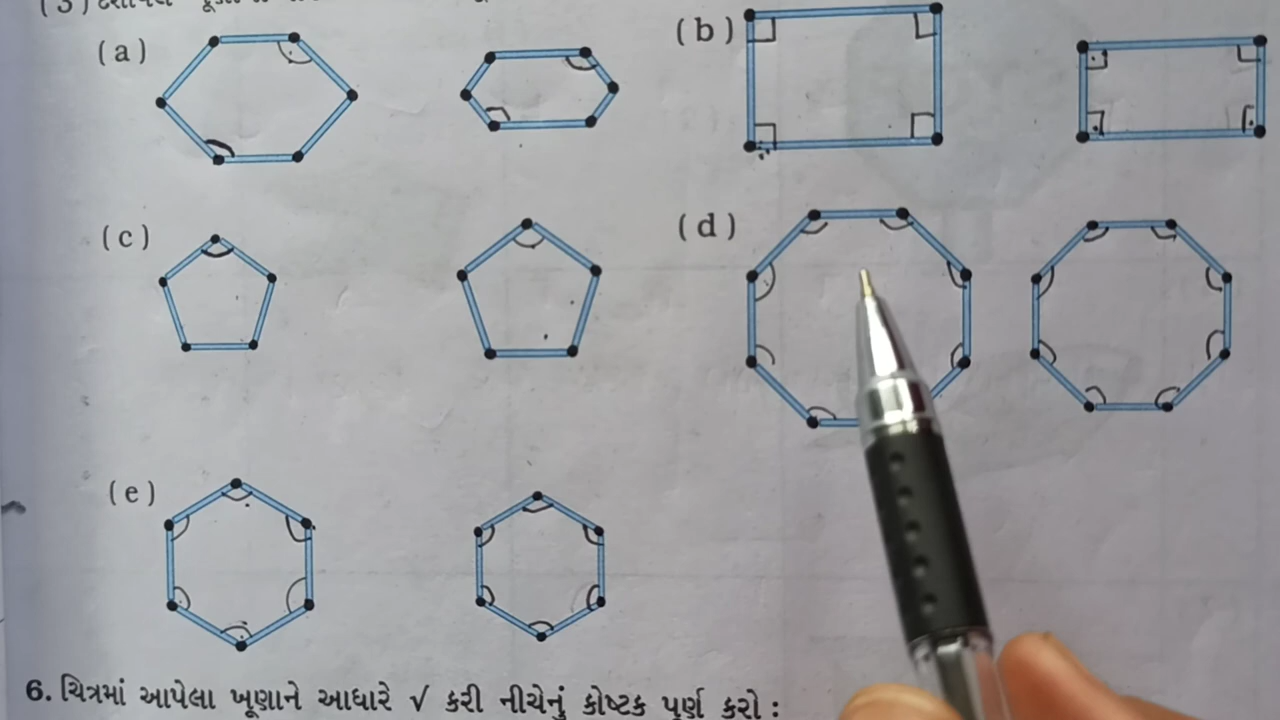 (a)
(b)
(c)
(d)
(e)
6. ચિત્રમાં આપેલા ખૂણાને આધારે √ કરી નીચેનું કોષ્ટક પૂર્ણ કરો :